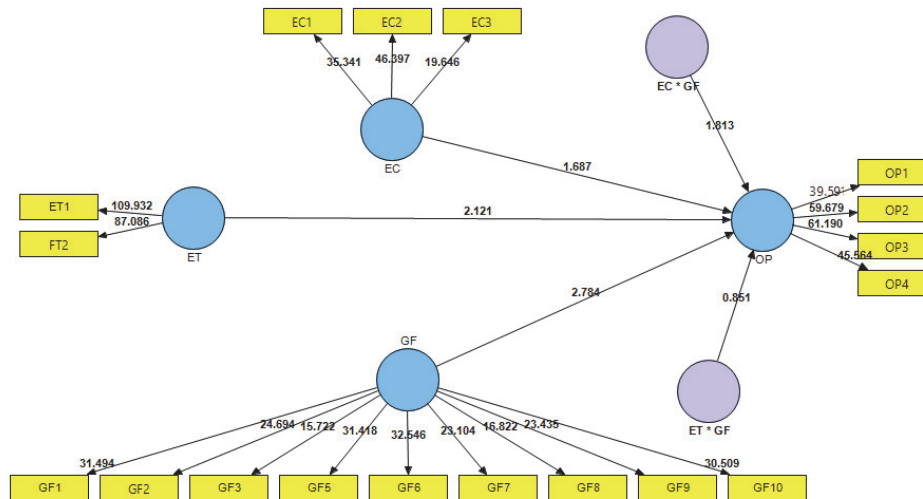 EC1 EC2 EC3
35.341 46.397 19.646
EC * GF
EC
1.813
1.687
OP1
39.591
OP2
59.679
61.190
OP3
45.564
OP4
OP
ET1 109.932
FT2 87.086
ET
2.121
2.784
0.851
GF
ET * GF
31.494 24.694 15.722 31.418 32.546 23.104 16.822 23.435 30.509
GF1 GF2 GF3 GF5 GF6 GF7 GF8 GF9 GF10